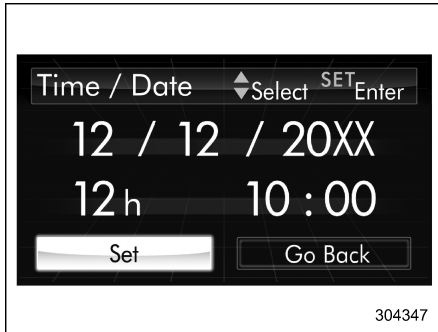 Time / Date Select SET Enter
12 / 12 / 20XX
12h 10:00
Set Go Back
304347